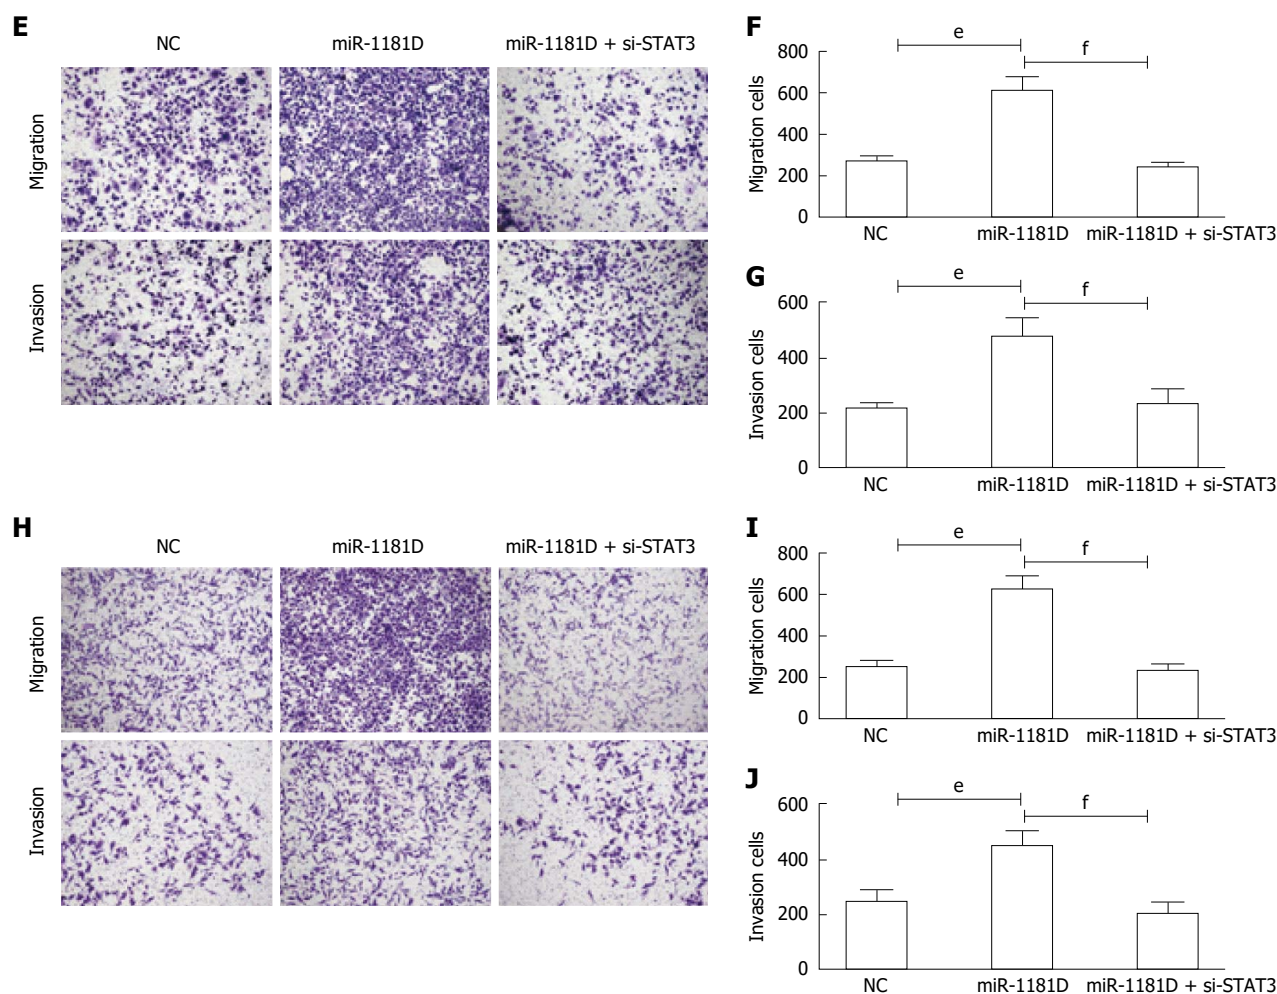 E
NC miR-1181D miR-1181D + si-STAT3
Migration
Invasion
F
e
f
800
600
400
200
0
Migration cells
NC miR-1181D miR-1181D + si-STAT3
G
e
f
600
400
200
0
Invasion cells
NC miR-1181D miR-1181D + si-STAT3
H
NC miR-1181D miR-1181D + si-STAT3
Migration
Invasion
I
e
f
800
600
400
200
0
Migration cells
NC miR-1181D miR-1181D + si-STAT3
J
e
f
600
400
200
0
Invasion cells
NC miR-1181D miR-1181D + si-STAT3